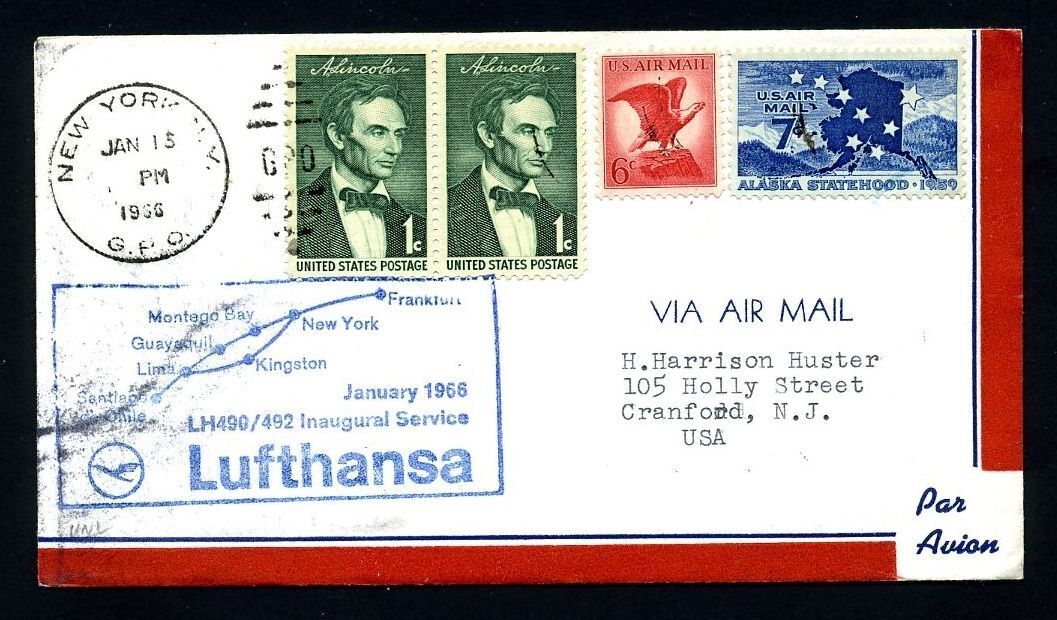 NEW YORK, N.Y.
JAN 15
PM
1966
G.P.O.
GPO
A. Lincoln
1c
UNITED STATES POSTAGE
A. Lincoln
1c
UNITED STATES POSTAGE
U.S. AIR MAIL
6c
U.S. AIR
MAIL
7c
ALASKA STATEHOOD · 1959
Frankfurt
Montego Bay
New York
Guayaquil
Lima
Kingston
Santiago
Chile
January 1966
LH490/492 Inaugural Service
Lufthansa
VIA AIR MAIL
H.Harrison Huster
105 Holly Street
Cranford, N.J.
USA
Par
Avion